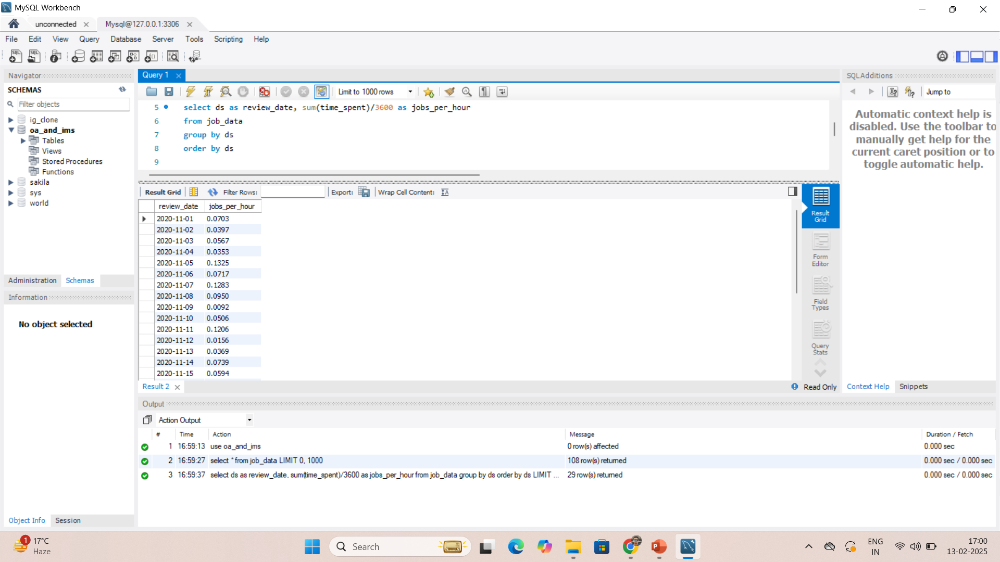 MySQL Workbench
unconnected
Mysql@127.0.0.1:3306
File Edit View Query Database Server Tools Scripting Help
Navigator
SCHEMAS
Filter objects
ig_clone
oa_and_ims
Tables
Views
Stored Procedures
Functions
sakila
sys
world
Administration Schemas
Information
No object selected
Object Info Session
Query 1
Limit to 1000 rows
5 select ds as review_date, sum(time_spent)/3600 as jobs_per_hour
6 from job_data
7 group by ds
8 order by ds
9
Result Grid Filter Rows: Export: Wrap Cell Content:
review_date jobs_per_hour
2020-11-01 0.0703
2020-11-02 0.0397
2020-11-03 0.0567
2020-11-04 0.0353
2020-11-05 0.1325
2020-11-06 0.0717
2020-11-07 0.1283
2020-11-08 0.0950
2020-11-09 0.0092
2020-11-10 0.0506
2020-11-11 0.1206
2020-11-12 0.0156
2020-11-13 0.0369
2020-11-14 0.0739
2020-11-15 0.0594
Result
Grid
Form
Editor
Field
Types
Query
Stats
Result 2
Read Only
SQLAdditions
Jump to
Automatic context help is
disabled. Use the toolbar to
manually get help for the
current caret position or to
toggle automatic help.
Context Help Snippets
Output
Action Output
# Time Action Message Duration / Fetch
1 16:59:13 use oa_and_ims 0 row(s) affected 0.000 sec
2 16:59:27 select * from job_data LIMIT 0, 1000 108 row(s) returned 0.000 sec / 0.000 sec
3 16:59:37 select ds as review_date, sum(time_spent)/3600 as jobs_per_hour from job_data group by ds order by ds LIMIT ... 29 row(s) returned 0.000 sec / 0.000 sec
1
17°C
Haze
Search
ENG
IN
17:00
13-02-2025